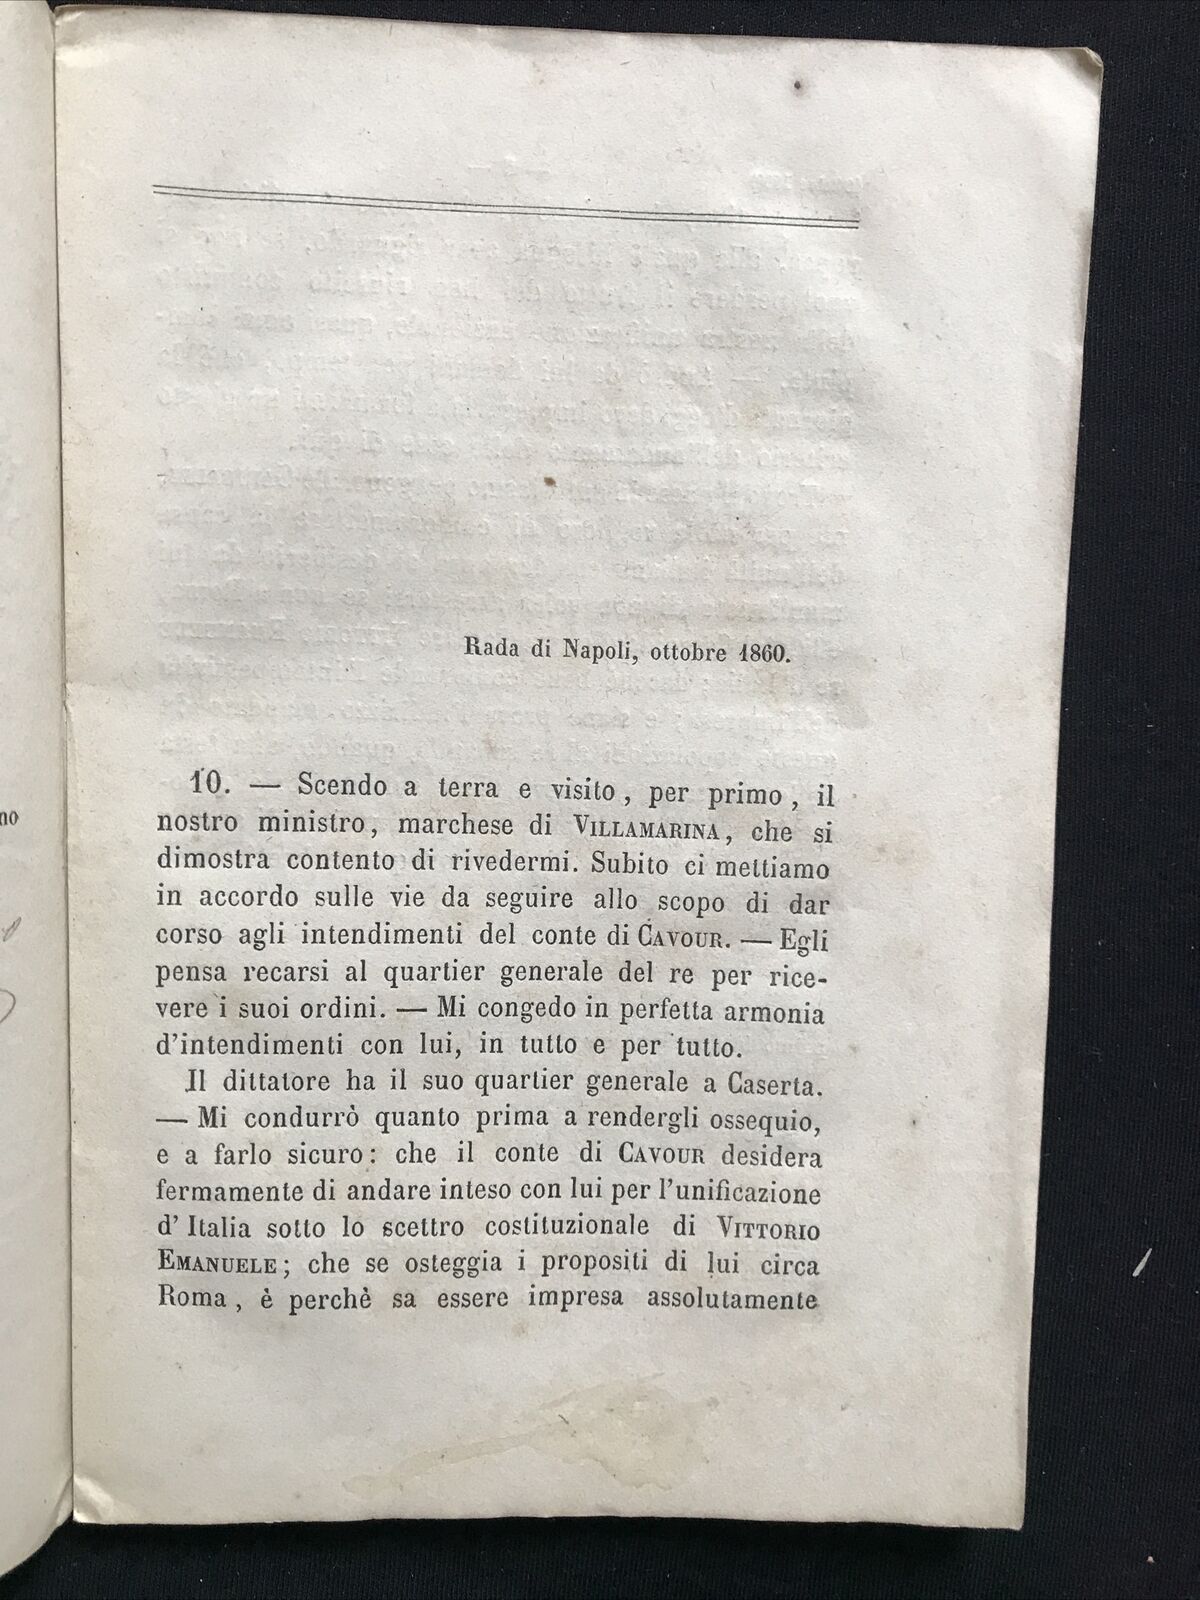 Rada di Napoli, ottobre 1860.
10. — Scendo a terra e visito, per primo, il
nostro ministro, marchese di VILLAMARINA, che si
dimostra contento di rivedermi. Subito ci mettiamo
in accordo sulle vie da seguire allo scopo di dar
corso agli intendimenti del conte di CAVOUR. — Egli
pensa recarsi al quartier generale del re per rice-
vere i suoi ordini. — Mi congedo in perfetta armonia
d'intendimenti con lui, in tutto e per tutto.
Il dittatore ha il suo quartier generale a Caserta.
— Mi condurrò quanto prima a rendergli ossequio,
e a farlo sicuro: che il conte di CAVOUR desidera
fermamente di andare inteso con lui per l'unificazione
d'Italia sotto lo scettro costituzionale di VITTORIO
EMANUELE; che se osteggia i propositi di lui circa
Roma, è perchè sa essere impresa assolutamente
no